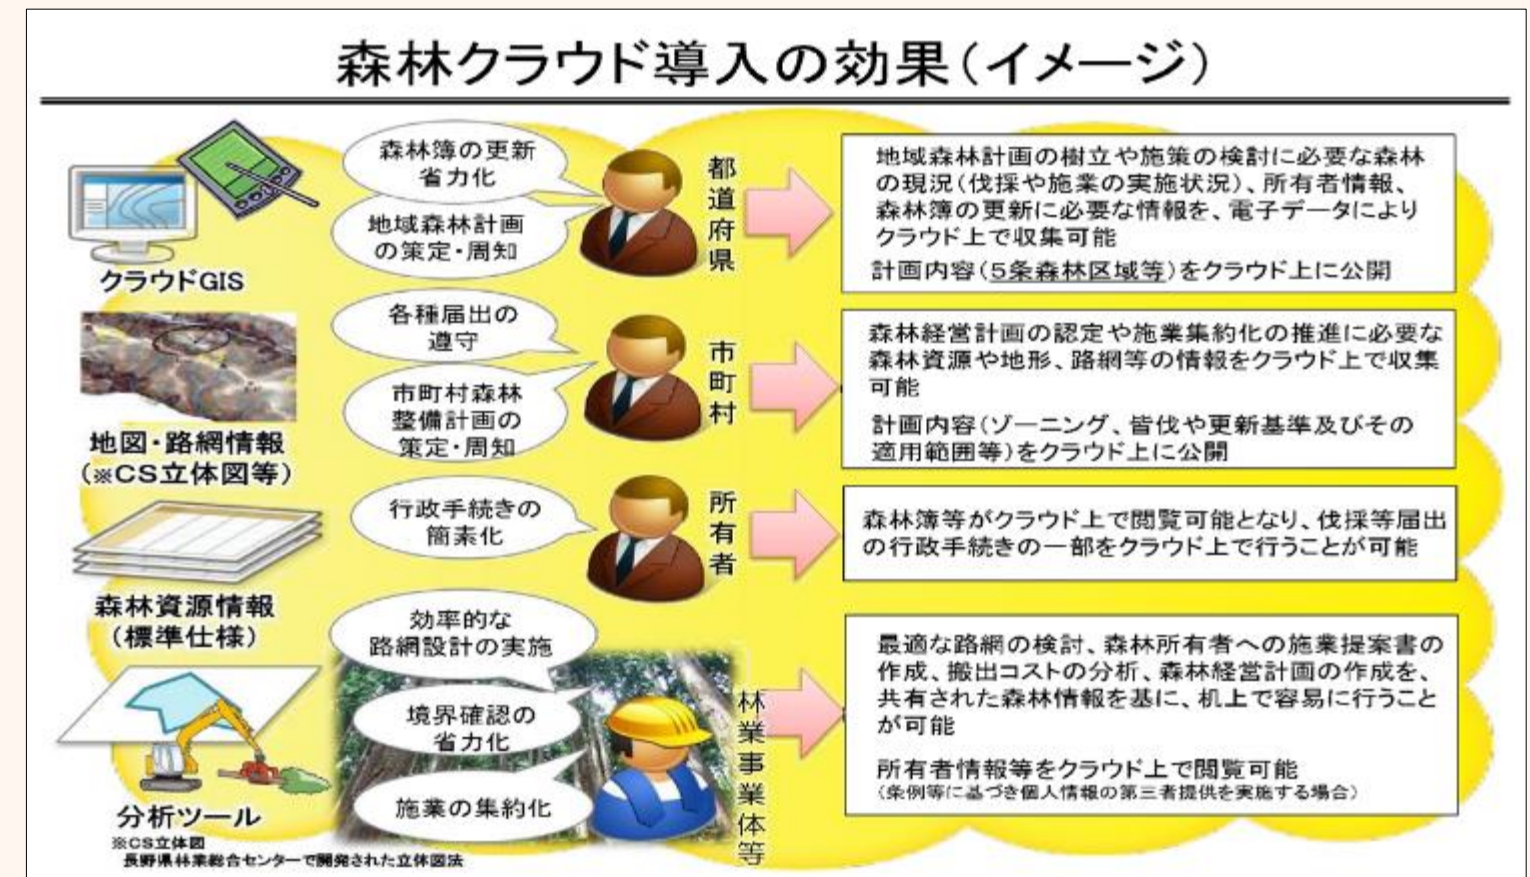 森林クラウド導入の効果(イメージ)
クラウドGIS
地図・路網情報
(※CS立体図等)
森林資源情報
(標準仕様)
分析ツール
※CS立体図
長野県林業総合センターで開発された立体図法
森林簿の更新
省力化
地域森林計画
の策定・周知
都道府県
地域森林計画の樹立や施策の検討に必要な森林
の現況(伐採や施業の実施状況)、所有者情報、
森林簿の更新に必要な情報を、電子データにより
クラウド上で収集可能
計画内容(5条森林区域等)をクラウド上に公開
各種届出の
遵守
市町村森林
整備計画の
策定・周知
市町村
森林経営計画の認定や施業集約化の推進に必要な
森林資源や地形、路網等の情報をクラウド上で収集
可能
計画内容(ゾーニング、皆伐や更新基準及びその
適用範囲等)をクラウド上に公開
行政手続きの
簡素化
所有者
森林簿等がクラウド上で閲覧可能となり、伐採等届出
の行政手続きの一部をクラウド上で行うことが可能
効率的な
路網設計の実施
境界確認の
省力化
施業の集約化
林業事業体等
最適な路網の検討、森林所有者への施業提案書の
作成、搬出コストの分析、森林経営計画の作成を、
共有された森林情報を基に、机上で容易に行うこと
が可能
所有者情報等をクラウド上で閲覧可能
(条例等に基づき個人情報の第三者提供を実施する場合)